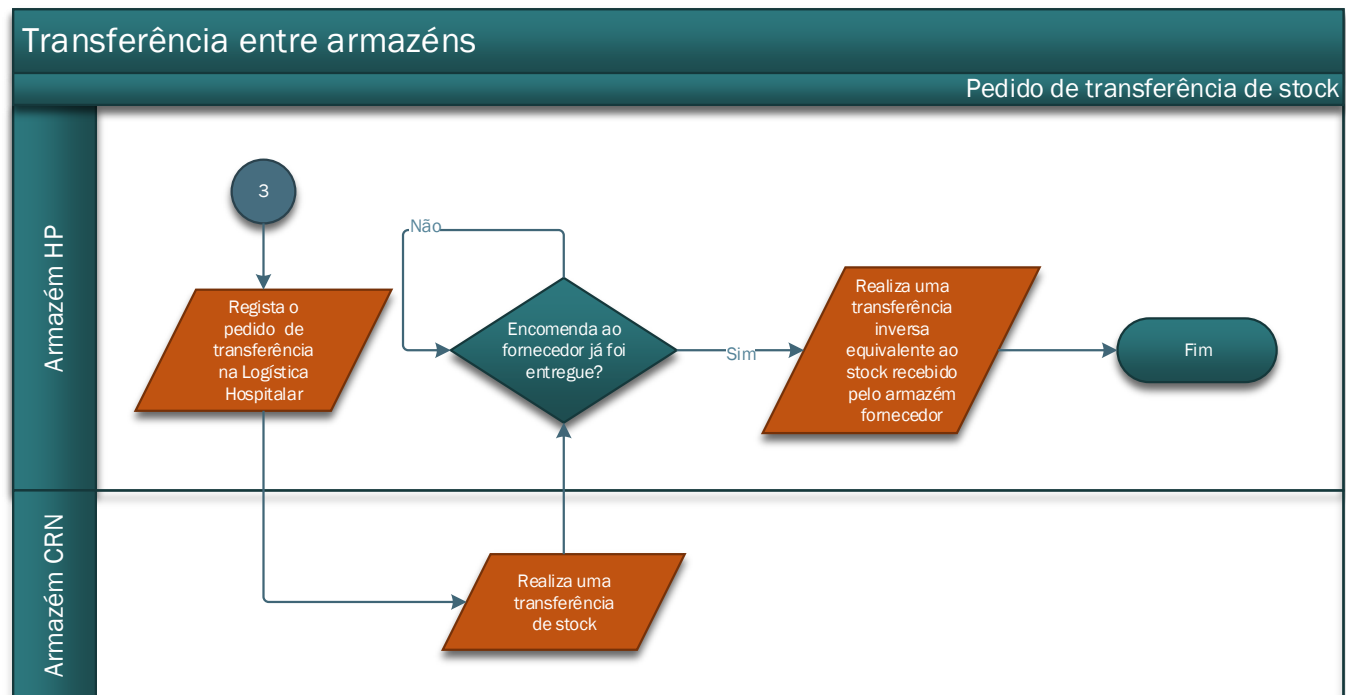 Transferência entre armazéns
Pedido de transferência de stock
Armazém HP
3
Regista o
pedido de
transferência
na Logística
Hospitalar
Não
Encomenda ao
fornecedor já foi
entregue?
Sim
Realiza uma
transferência
inversa
equivalente ao
stock recebido
pelo armazém
fornecedor
Fim
Armazém CRN
Realiza uma
transferência
de stock